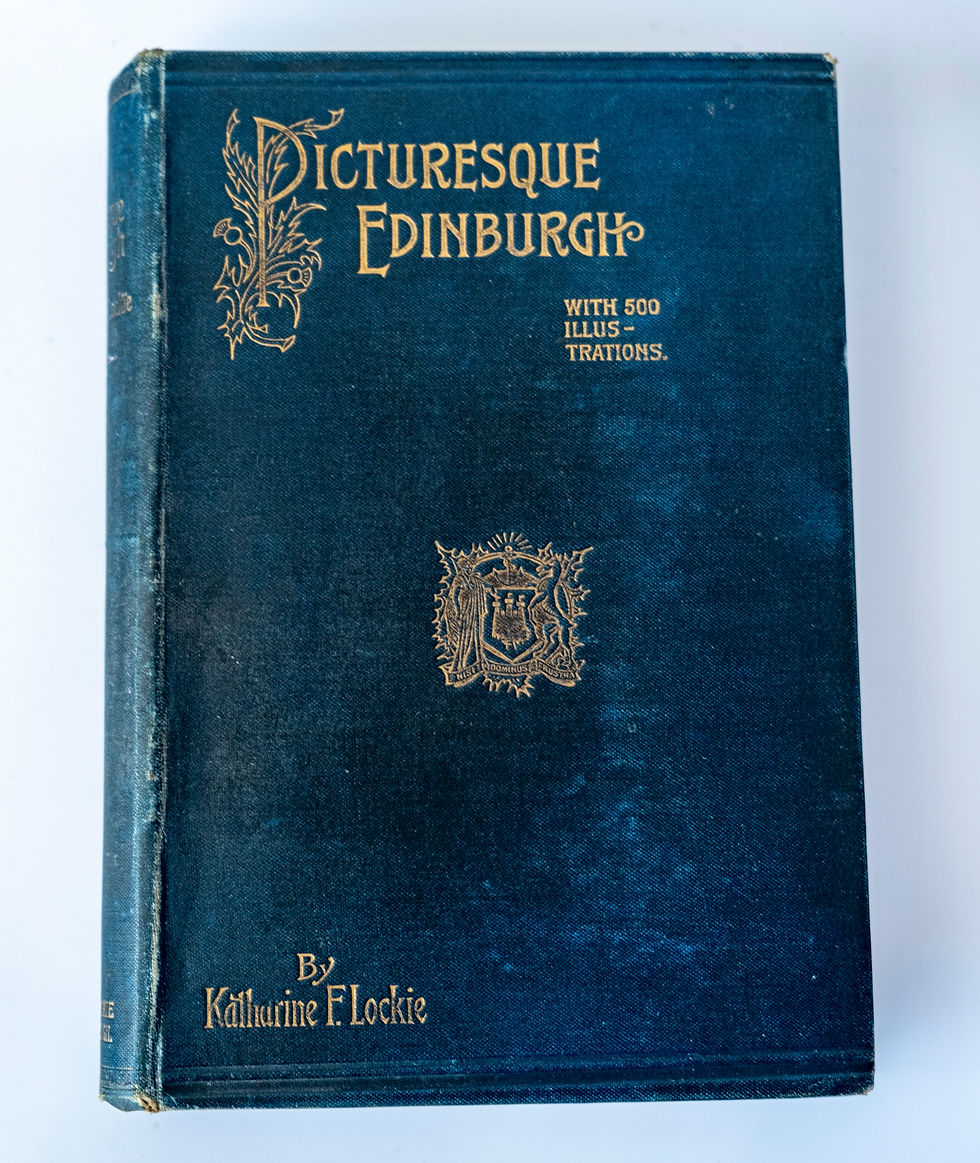 PICTURESQUE
EDINBURGH
WITH 500
ILLUS-
TRATIONS.
NISI DOMINUS FRUSTRA
By
Katharine F. Lockie